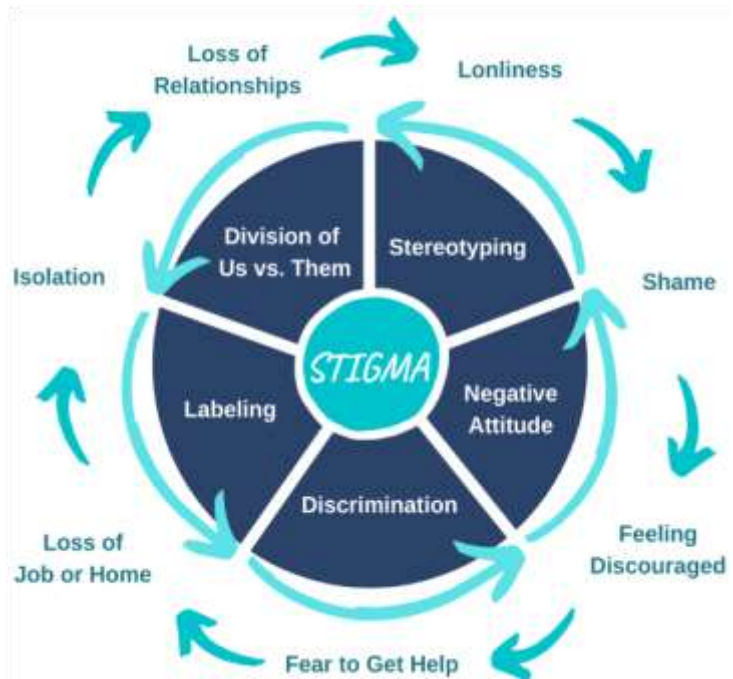 Loss of
Relationships
Lonliness
Division of
Us vs. Them
Stereotyping
Isolation
Shame
STIGMA
Labeling
Negative
Attitude
Discrimination
Loss of
Job or Home
Feeling
Discouraged
Fear to Get Help